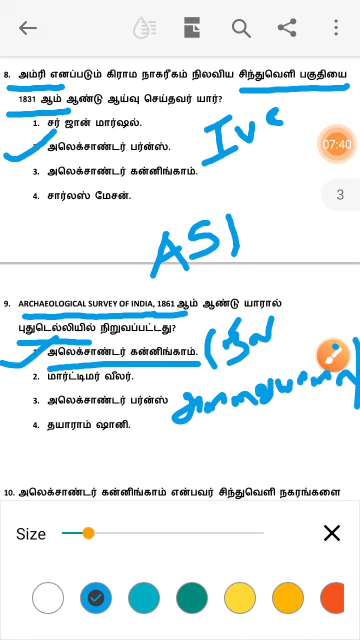 8. அம்ரி எனப்படும் கிராம நாகரீகம் நிலவிய சிந்துவெளி பகுதியை
1831 ஆம் ஆண்டு ஆய்வு செய்தவர் யார்?
1. சர் ஜான் மார்ஷல்.
அலெக்சாண்டர் பர்ன்ஸ்.
3. அலெக்சாண்டர் கன்னிங்காம்.
4. சார்லஸ் மேசன்.
IVC
07:40
3
ASI
9. ARCHAEOLOGICAL SURVEY OF INDIA, 1861 ஆம் ஆண்டு யாரால்
புதுடெல்லியில் நிறுவப்பட்டது?
அலெக்சாண்டர் கன்னிங்காம்.
2. மார்ட்டிமர் வீலர்.
3. அலெக்சாண்டர் பர்ன்ஸ்
4. தயாராம் ஷானி.
10. அலெக்சாண்டர் கன்னிங்காம் என்பவர் சிந்துவெளி நகரங்களை
Size